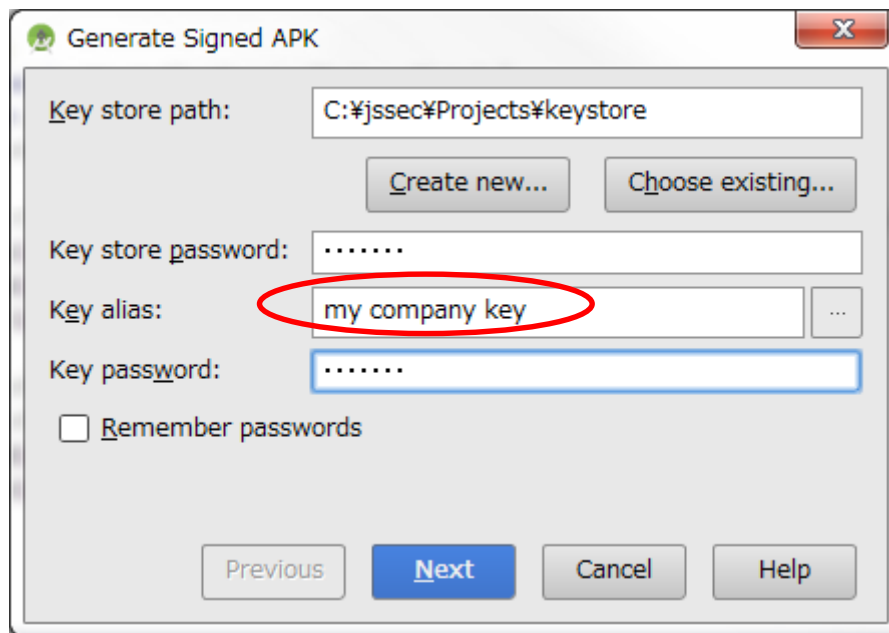 Generate Signed APK
Key store path: C:¥jssec¥Projects¥keystore
Create new... Choose existing...
Key store password: •••••••
Key alias: my company key ...
Key password: •••••••
Remember passwords
Previous Next Cancel Help